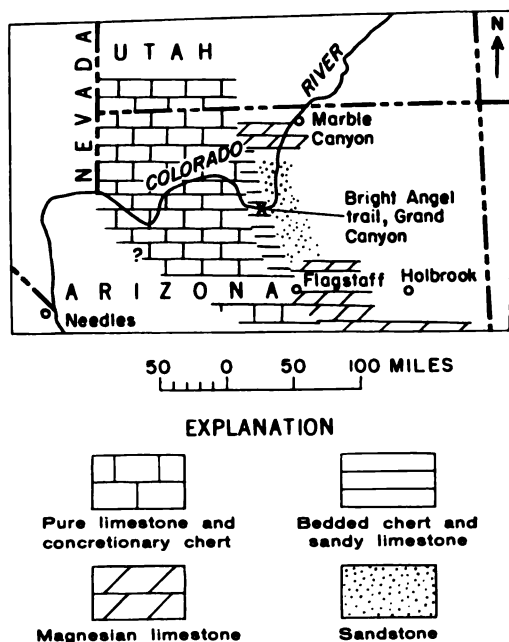 NEVADA
UTAH
N
RIVER
Marble
Canyon
COLORADO
Bright Angel
trail, Grand
Canyon
?
Flagstaff
Holbrook
ARIZONA
Needles
50 0 50 100 MILES
EXPLANATION
Pure limestone and
concretionary chert
Bedded chert and
sandy limestone
Magnesian limestone
Sandstone